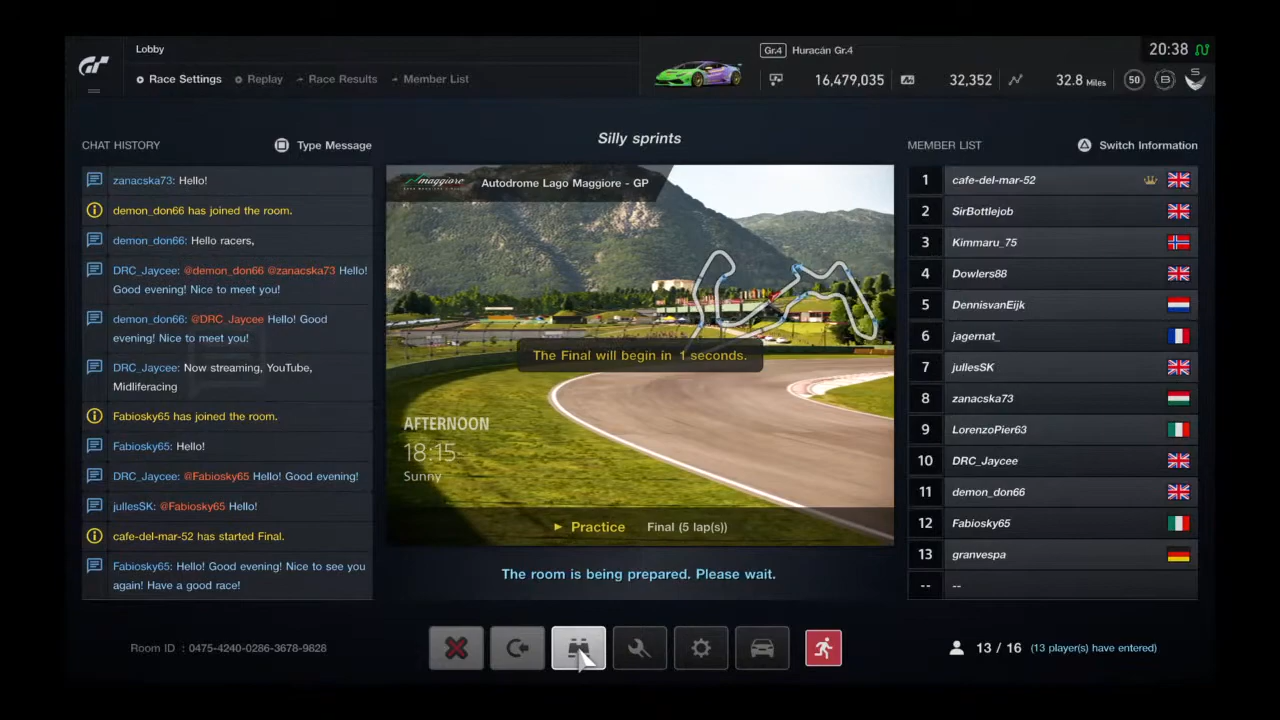 Lobby
Race Settings
Replay
Race Results
Member List
Gr.4
Huracán Gr.4
16,479,035
32,352
32.8 Miles
20:38
50
B
S
CHAT HISTORY
Type Message
zanacska73: Hello!
demon_don66 has joined the room.
demon_don66: Hello racers,
DRC_Jaycee: @demon_don66 @zanacska73 Hello!
Good evening! Nice to meet you!
demon_don66: @DRC_Jaycee Hello! Good
evening! Nice to meet you!
DRC_Jaycee: Now streaming, YouTube,
Midliferacing
Fabiosky65 has joined the room.
Fabiosky65: Hello!
DRC_Jaycee: @Fabiosky65 Hello! Good evening!
jullesSK: @Fabiosky65 Hello!
cafe-del-mar-52 has started Final.
Fabiosky65: Hello! Good evening! Nice to see you
again! Have a good race!
Room ID : 0475-4240-0286-3678-9828
Silly sprints
maggiore
Autodrome Lago Maggiore - GP
The Final will begin in 1 seconds.
AFTERNOON
18:15
Sunny
Practice
Final (5 lap(s))
The room is being prepared. Please wait.
MEMBER LIST
Switch Information
1 cafe-del-mar-52
2 SirBottlejob
3 Kimmaru_75
4 Dowlers88
5 DennisvanEijk
6 jagernat_
7 jullesSK
8 zanacska73
9 LorenzoPier63
10 DRC_Jaycee
11 demon_don66
12 Fabiosky65
13 granvespa
-- --
13 / 16 (13 player(s) have entered)